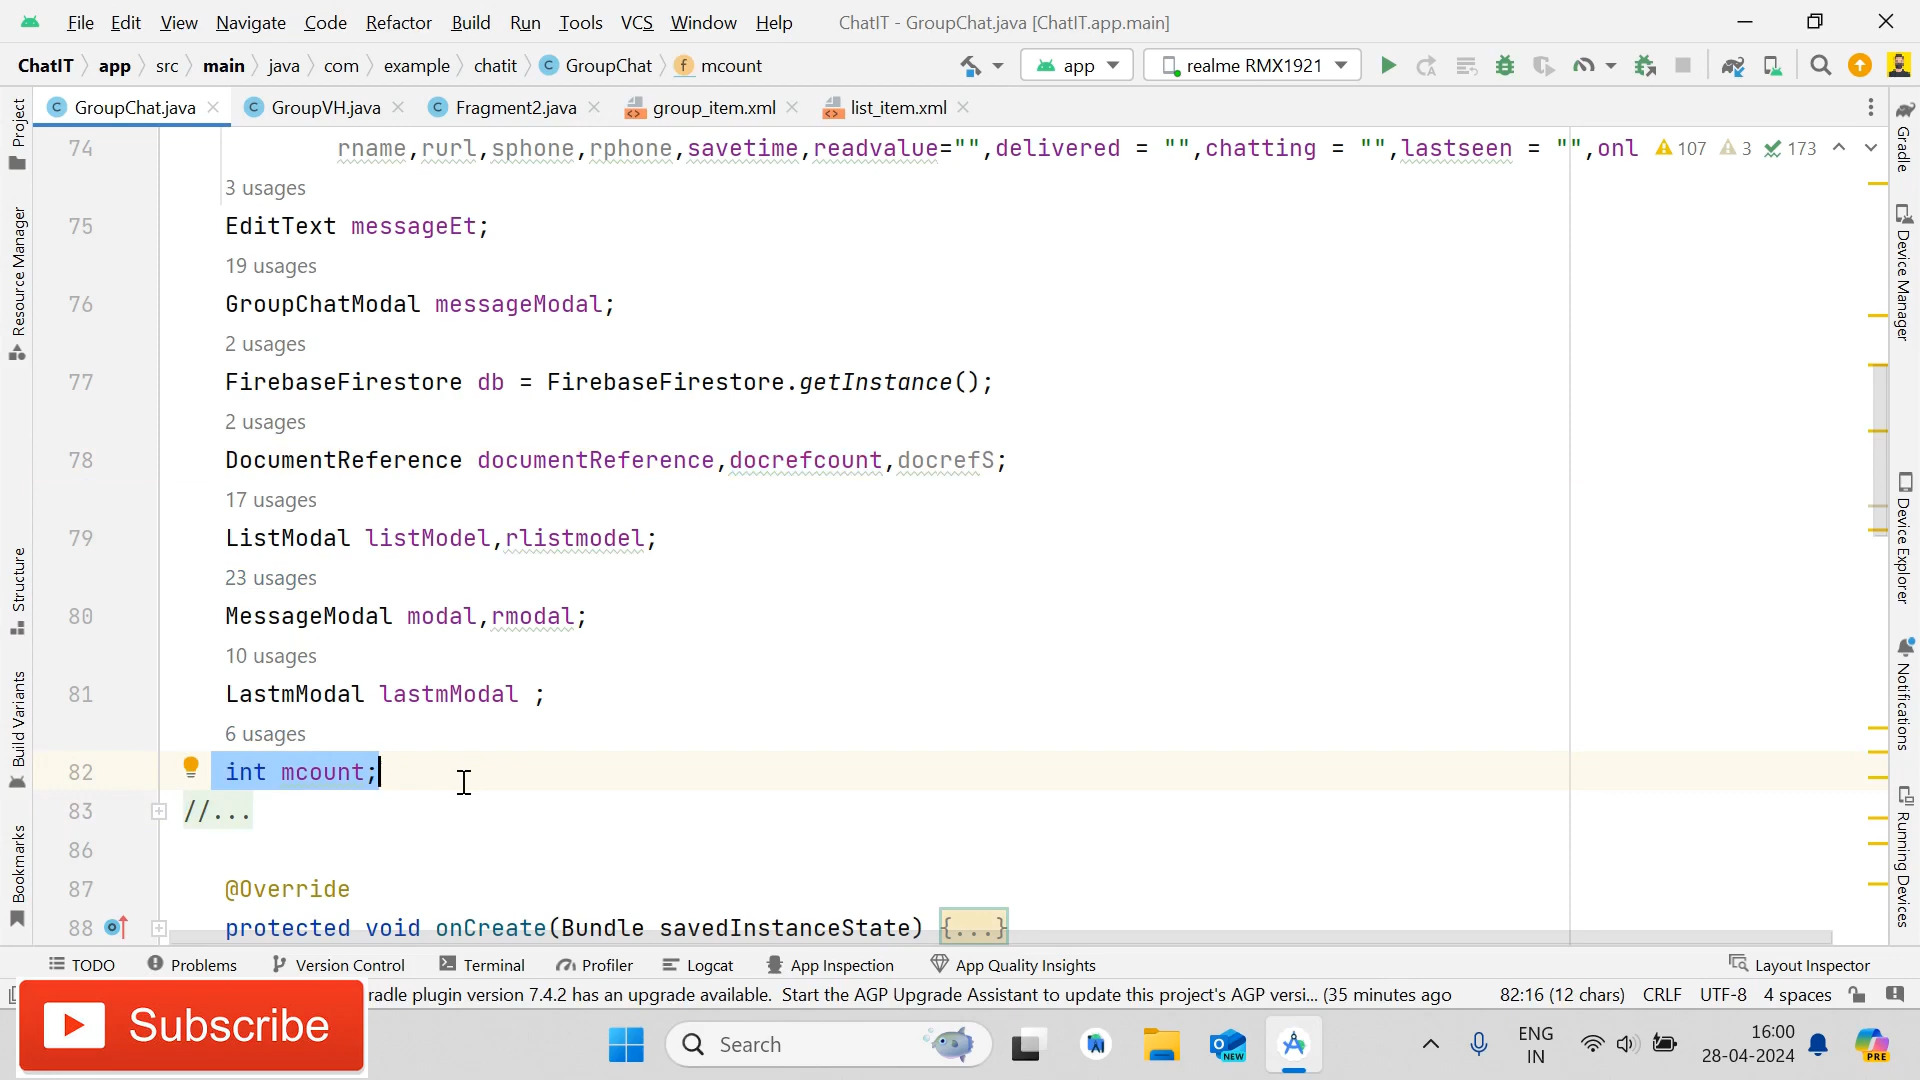 File Edit View Navigate Code Refactor Build Run Tools VCS Window Help ChatIT - GroupChat.java [ChatIT.app.main]
ChatIT app src main java com example chatit GroupChat mcount app realme RMX1921
GroupChat.java GroupVH.java Fragment2.java group_item.xml list_item.xml
Project
Resource Manager
Structure
Build Variants
Bookmarks
74 rname,rurl,sphone,rphone,savetime,readvalue="",delivered = "",chatting = "",lastseen = "",onl 107 3 173
3 usages
75 EditText messageEt;
19 usages
76 GroupChatModal messageModal;
2 usages
77 FirebaseFirestore db = FirebaseFirestore.getInstance();
2 usages
78 DocumentReference documentReference,docrefcount,docrefS;
17 usages
79 ListModal listModel,rlistmodel;
23 usages
80 MessageModal modal,rmodal;
10 usages
81 LastmModal lastmModal ;
6 usages
82 int mcount;
83 //...
86
87 @Override
88 protected void onCreate(Bundle savedInstanceState) {...}
Gradle
Device Manager
Device Explorer
Notifications
Running Devices
TODO Problems Version Control Terminal Profiler Logcat App Inspection App Quality Insights Layout Inspector
radle plugin version 7.4.2 has an upgrade available. Start the AGP Upgrade Assistant to update this project's AGP versi... (35 minutes ago 82:16 (12 chars) CRLF UTF-8 4 spaces
Subscribe
Search
NEW
ENG
IN
16:00
28-04-2024
PRE